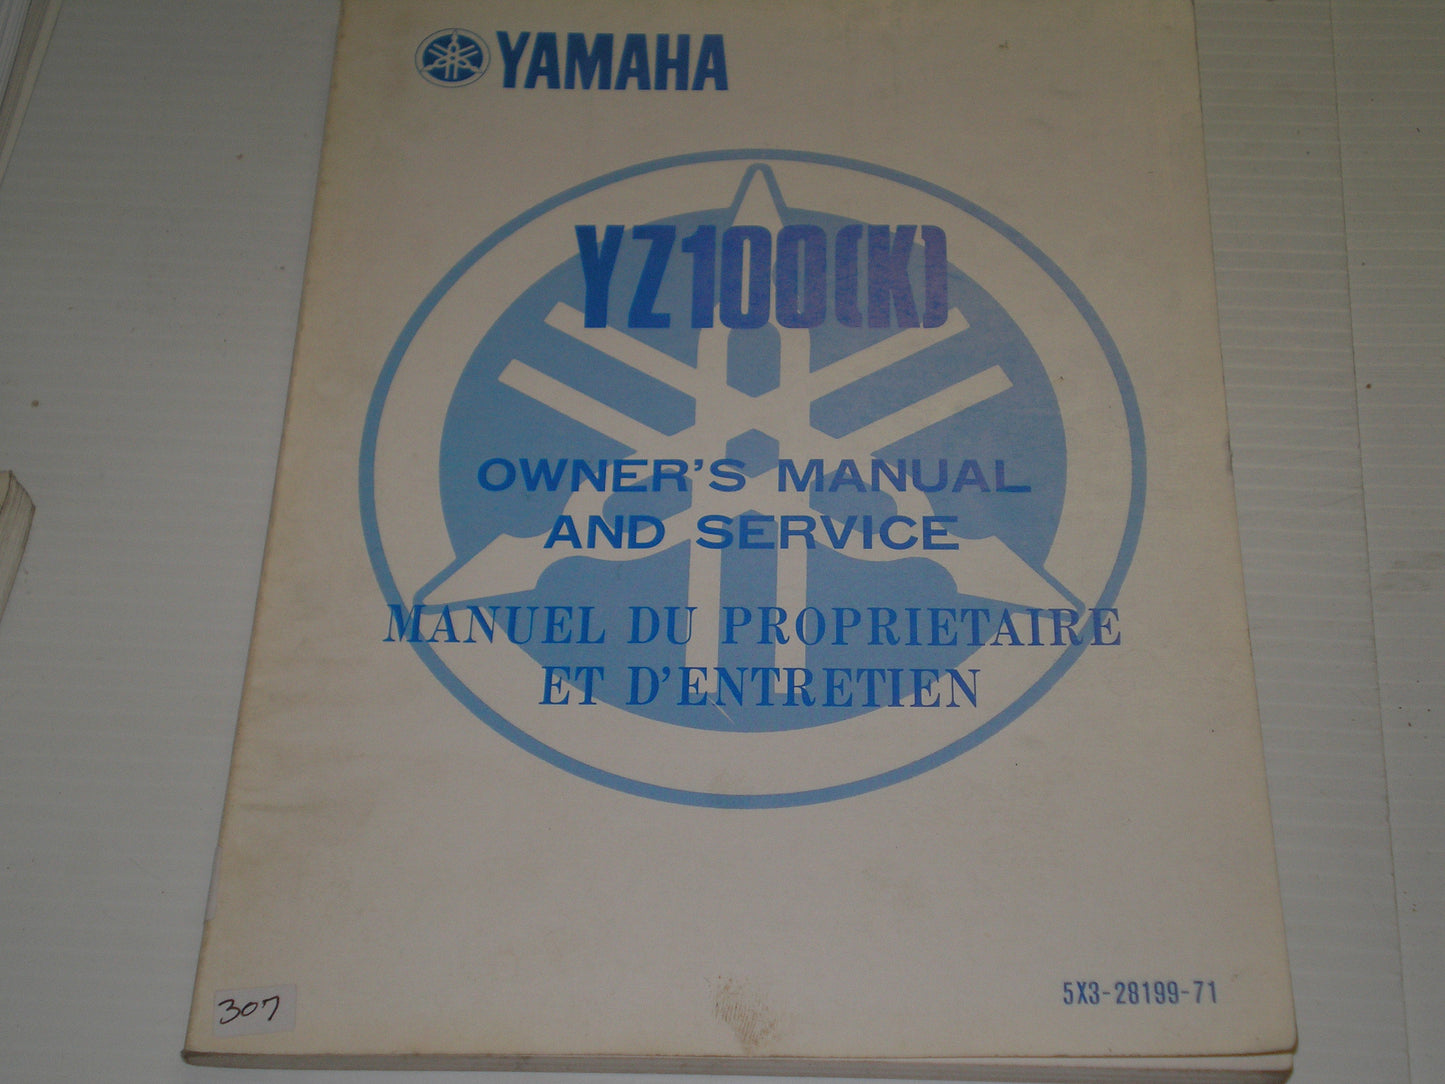 YAMAHA
YZ100(K)
OWNER'S MANUAL
AND SERVICE
MANUEL DU PROPRIETAIRE
ET D'ENTRETIEN
5X3-28199-71
307